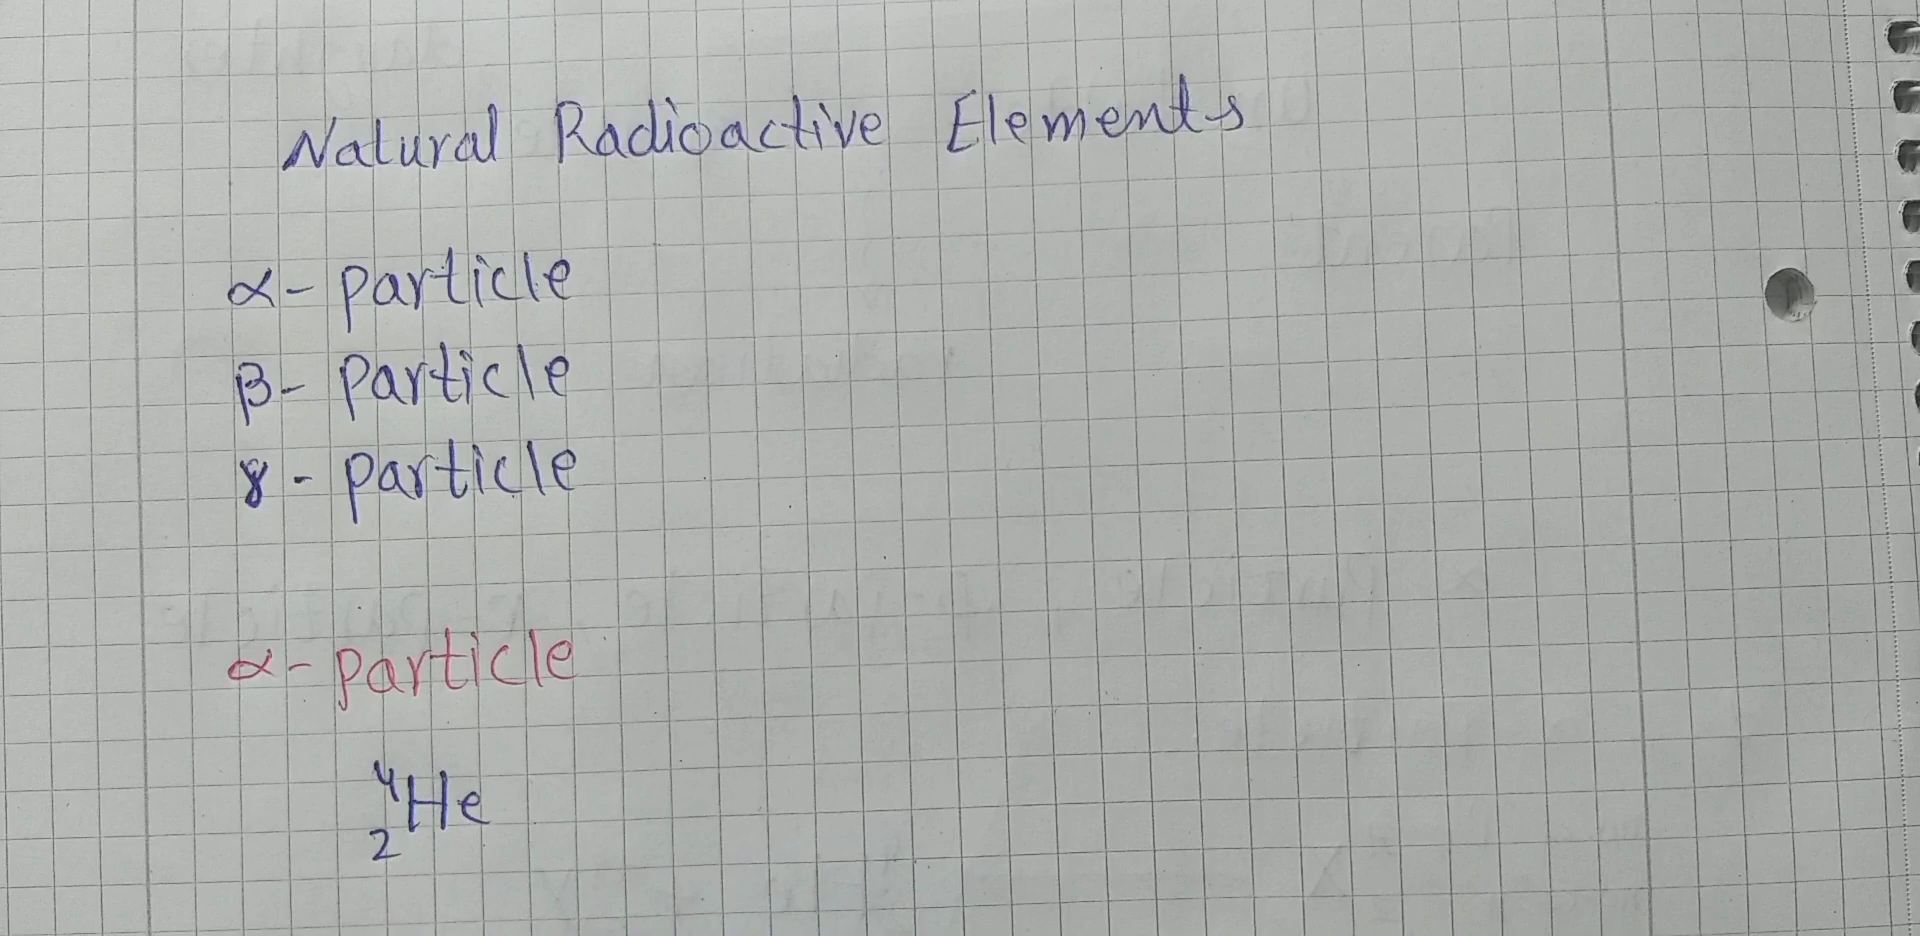 Natural Radioactive Elements
α- particle
β- particle
γ - particle
α- particle
⁴₂He